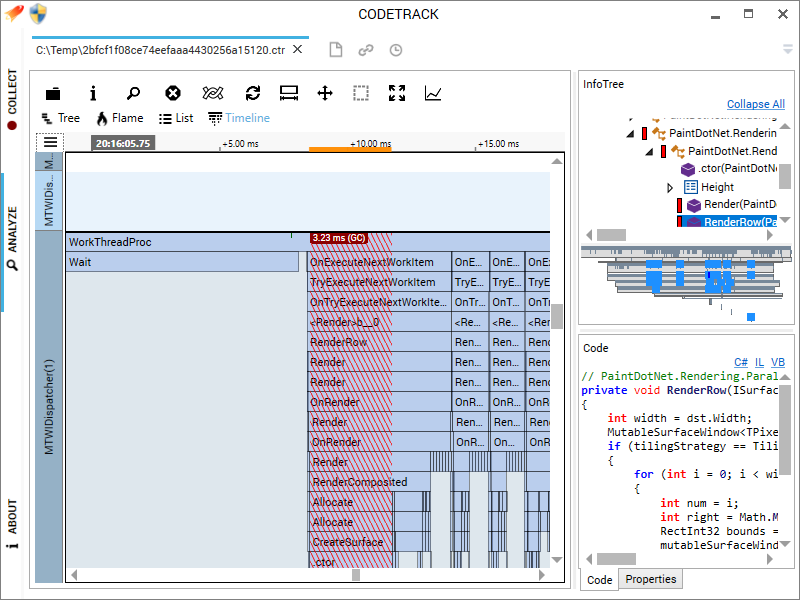 CODETRACK
C:\Temp\2bfcf1f08ce74eefaaa4430256a15120.ctr
COLLECT
ANALYZE
ABOUT
Tree
Flame
List
Timeline
20:16:05.75
+5.00 ms
+10.00 ms
+15.00 ms
M...
MTWIDis...
MTWIDispatcher(1)
WorkThreadProc
3.23 ms (GC)
Wait
OnExecuteNextWorkItem OnE... OnE... OnEx
TryExecuteNextWorkItem TryE... TryE... TryE
OnTryExecuteNextWorkIte... OnTr... OnT... OnT
<Render>b__0 <Re... <Re... <Re
RenderRow Ren... Ren... Ren
Render Ren... Ren... Ren
Render Ren... Ren... Ren
OnRender OnR... OnR... OnR
Render Ren... Ren... Ren
OnRender OnR... On... OnR
Render
RenderComposited
Allocate
Allocate
CreateSurface
.ctor
InfoTree
Collapse All
PaintDotNet.Rendering
PaintDotNet.Renderin
PaintDotNet.Rend
.ctor(PaintDotN
Height
Render(PaintD
RenderRow(Pa
Code
C# IL VB
// PaintDotNet.Rendering.Paral
private void RenderRow(ISurfac
{
int width = dst.Width;
MutableSurfaceWindow<TPixe
if (tilingStrategy == Tili
{
for (int i = 0; i < wi
{
int num = i;
int right = Math.M
RectInt32 bounds =
mutableSurfaceWind
Code
Properties